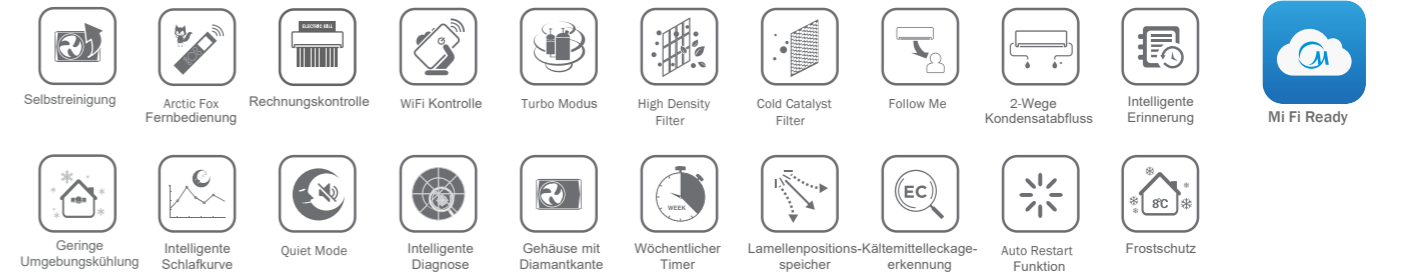 ELECTRIC BILL
Selbstreinigung
Arctic Fox
Fernbedienung
Rechnungskontrolle
WiFi Kontrolle
Turbo Modus
High Density
Filter
Cold Catalyst
Filter
Follow Me
2-Wege
Kondensatabfluss
Intelligente
Erinnerung
Mi Fi Ready
WEEK
EC
8°C
Geringe
Umgebungskühlung
Intelligente
Schlafkurve
Quiet Mode
Intelligente
Diagnose
Gehäuse mit
Diamantkante
Wöchentlicher
Timer
Lamellenpositions-
speicher
Kältemittelleckage-
erkennung
Auto Restart
Funktion
Frostschutz